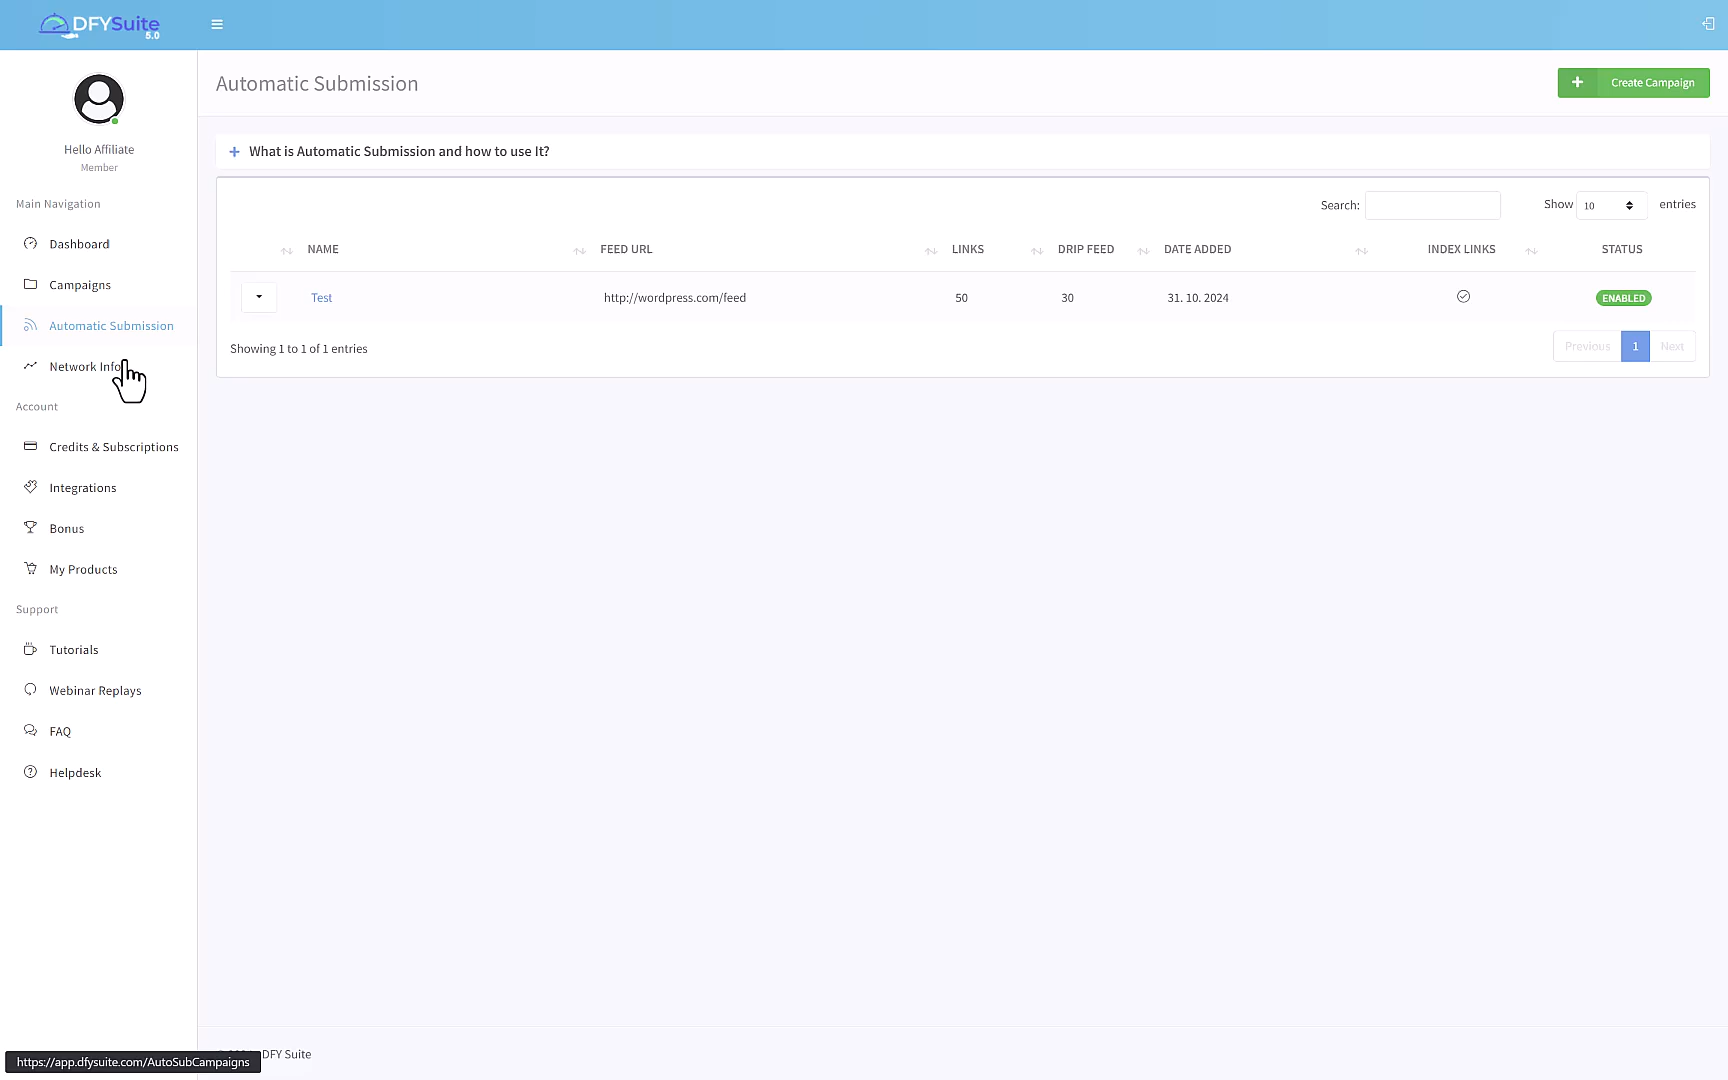 DFYSuite
5.0
Hello Affiliate
Member
Main Navigation
Dashboard
Campaigns
Automatic Submission
Network Info
Account
Credits & Subscriptions
Integrations
Bonus
My Products
Support
Tutorials
Webinar Replays
FAQ
Helpdesk
Automatic Submission
+ Create Campaign
+ What is Automatic Submission and how to use It?
Search:
Show 10 entries
NAME FEED URL LINKS DRIP FEED DATE ADDED INDEX LINKS STATUS
Test http://wordpress.com/feed 50 30 31. 10. 2024 ENABLED
Showing 1 to 1 of 1 entries
Previous 1 Next
DFY Suite
https://app.dfysuite.com/AutoSubCampaigns